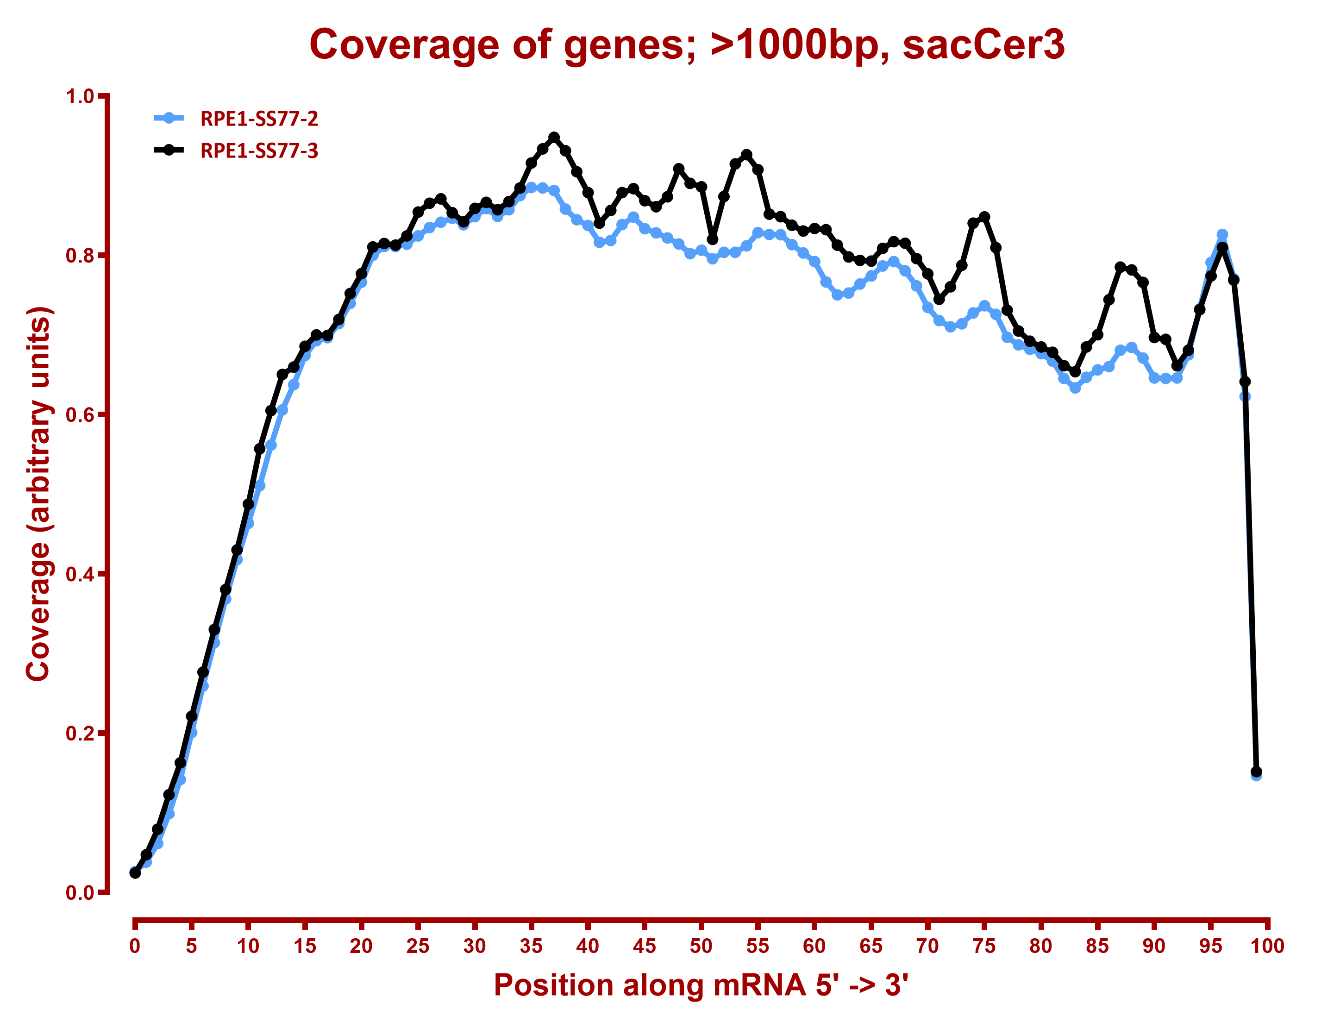 Coverage of genes; >1000bp, sacCer3
RPE1-SS77-2
RPE1-SS77-3
Coverage (arbitrary units)
1.0
0.8
0.6
0.4
0.2
0.0
0 5 10 15 20 25 30 35 40 45 50 55 60 65 70 75 80 85 90 95 100
Position along mRNA 5' -> 3'